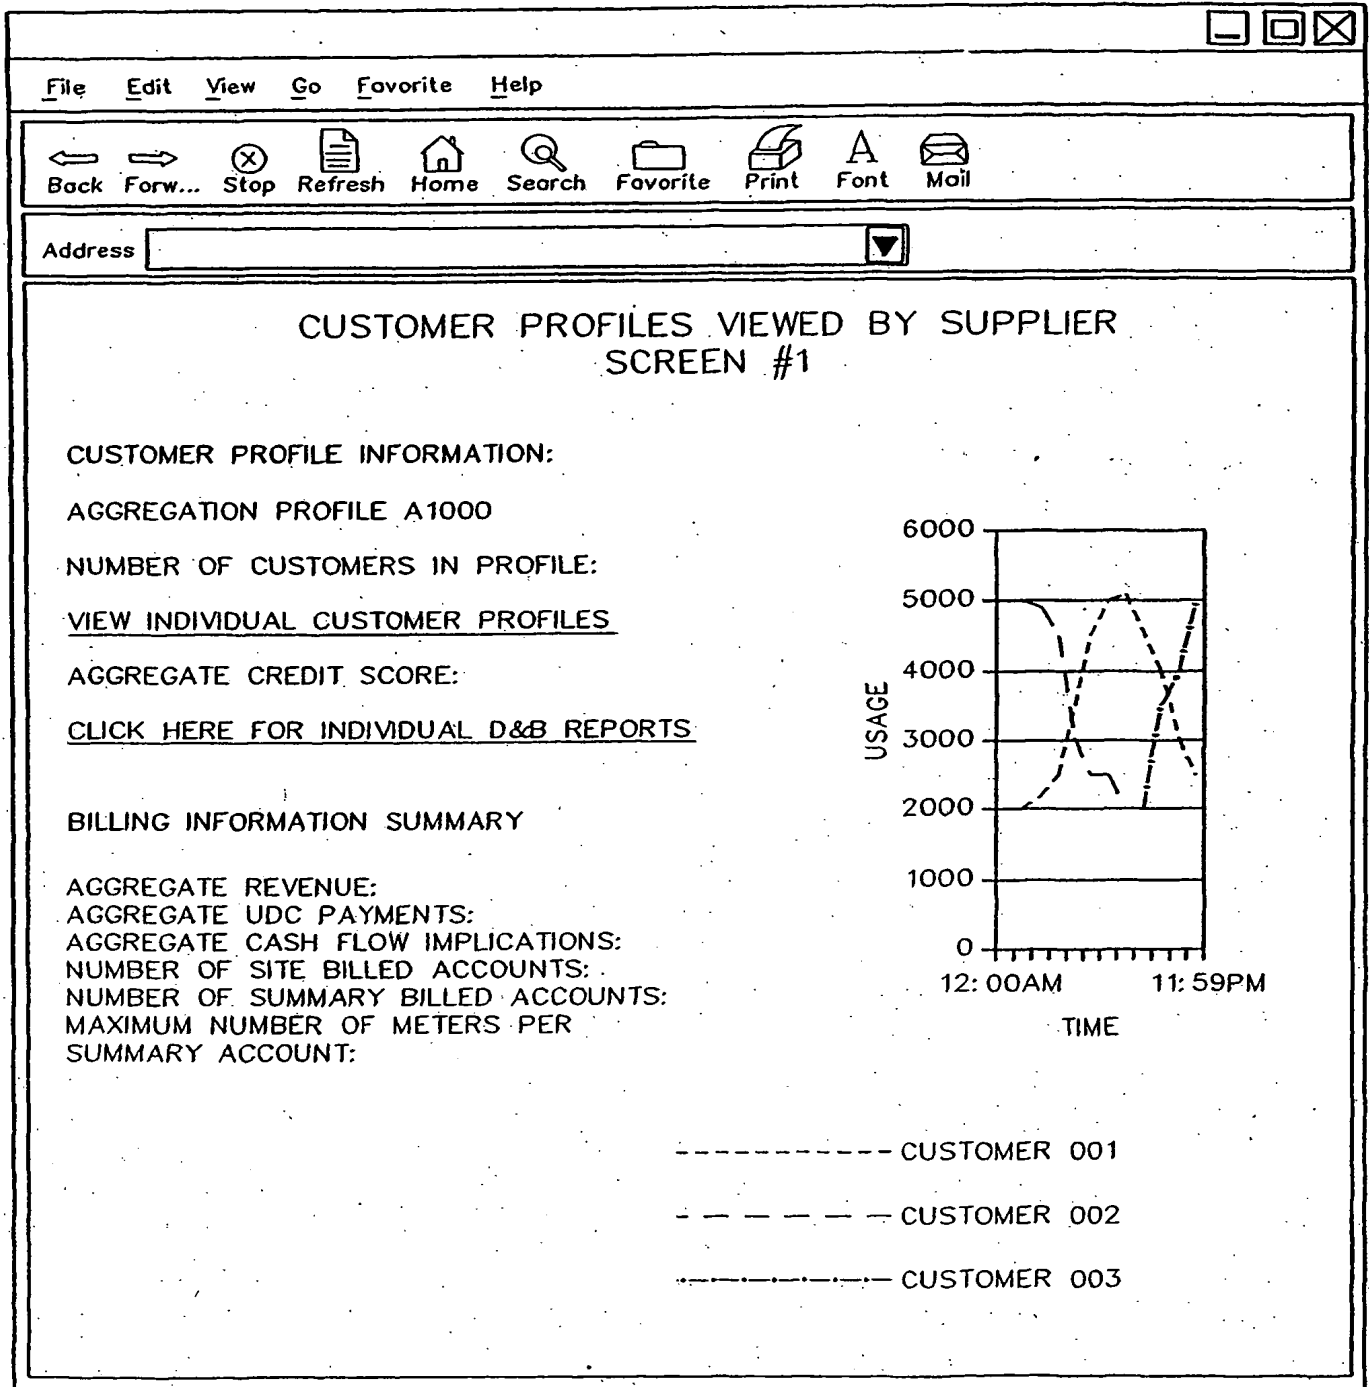 File Edit View Go Favorite Help
Back Forw... Stop Refresh Home Search Favorite Print Font Mail
A
Address
CUSTOMER PROFILES VIEWED BY SUPPLIER
SCREEN #1
CUSTOMER PROFILE INFORMATION:
AGGREGATION PROFILE A1000
NUMBER OF CUSTOMERS IN PROFILE:
VIEW INDIVIDUAL CUSTOMER PROFILES
AGGREGATE CREDIT SCORE:
CLICK HERE FOR INDIVIDUAL D&B REPORTS
BILLING INFORMATION SUMMARY
AGGREGATE REVENUE:
AGGREGATE UDC PAYMENTS:
AGGREGATE CASH FLOW IMPLICATIONS:
NUMBER OF SITE BILLED ACCOUNTS:
NUMBER OF SUMMARY BILLED ACCOUNTS:
MAXIMUM NUMBER OF METERS PER
SUMMARY ACCOUNT:
6000
5000
4000
3000
2000
1000
0
USAGE
12:00AM 11:59PM
TIME
CUSTOMER 001
CUSTOMER 002
CUSTOMER 003